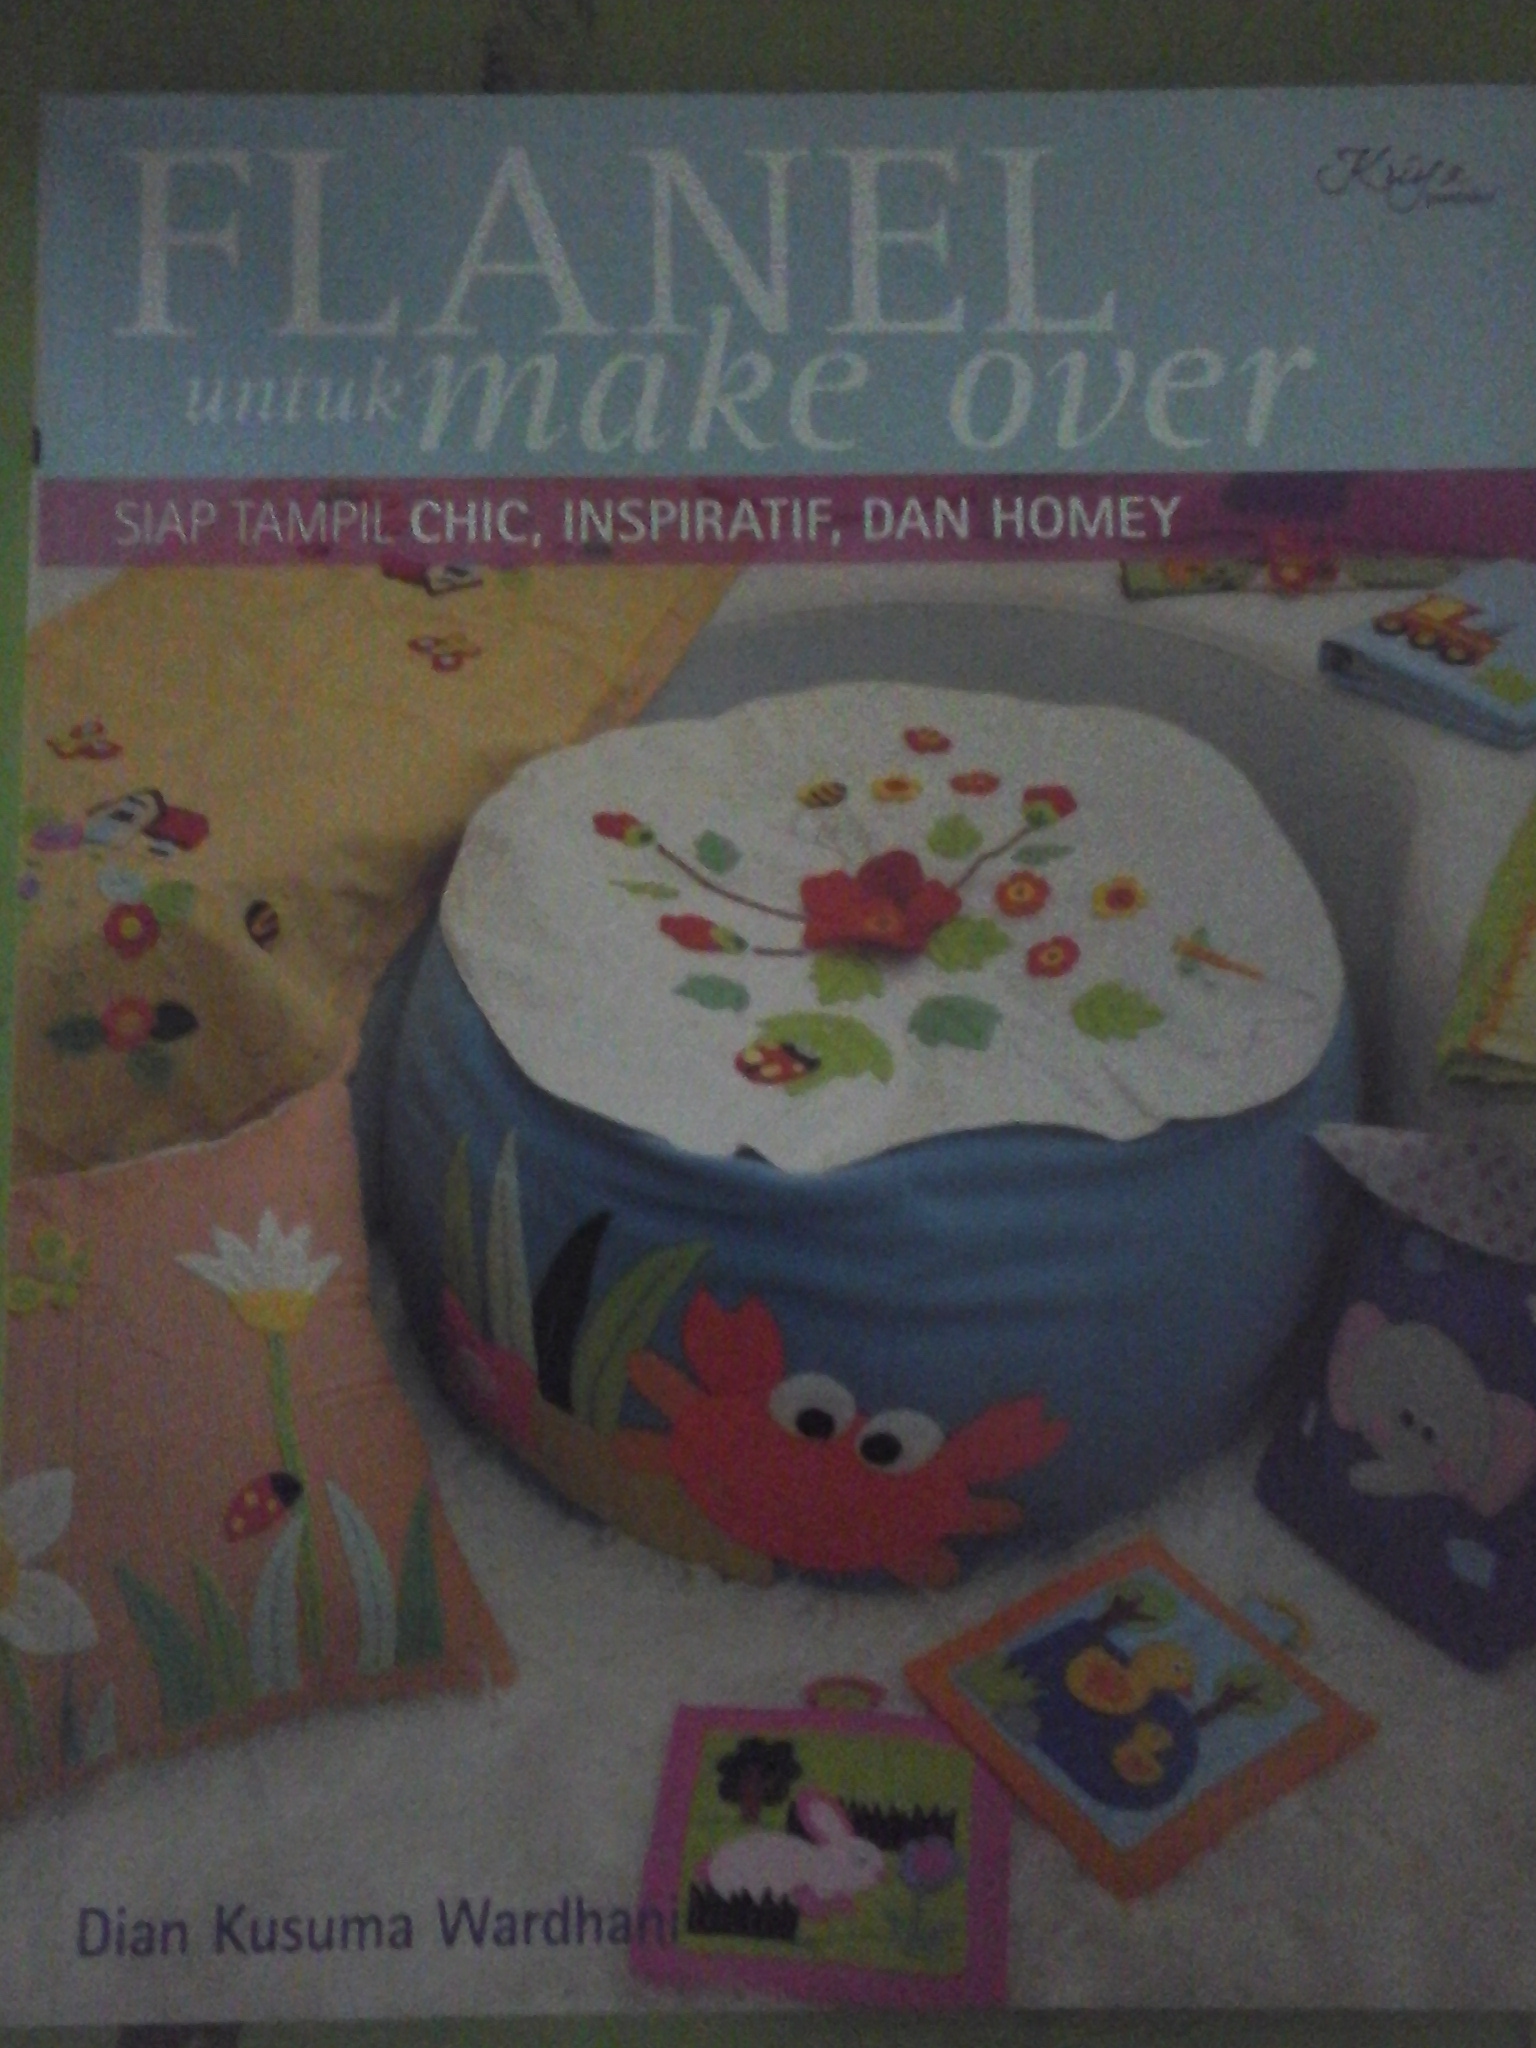 FLANEL
untuk make over
SIAP TAMPIL CHIC, INSPIRATIF, DAN HOMEY
Dian Kusuma Wardhani